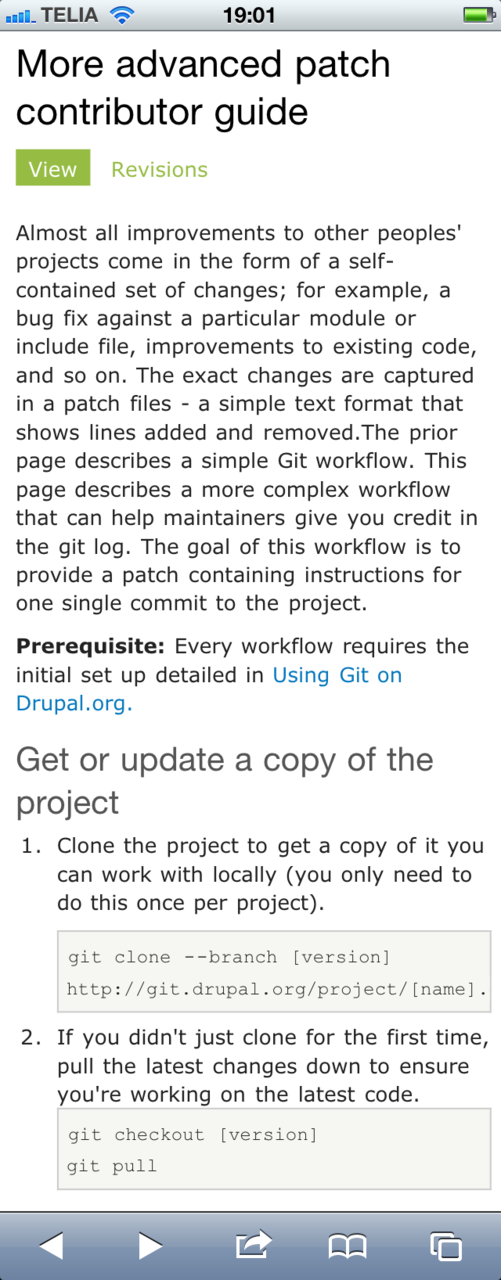 TELIA 19:01
More advanced patch
contributor guide
View Revisions
Almost all improvements to other peoples'
projects come in the form of a self-
contained set of changes; for example, a
bug fix against a particular module or
include file, improvements to existing code,
and so on. The exact changes are captured
in a patch files - a simple text format that
shows lines added and removed.The prior
page describes a simple Git workflow. This
page describes a more complex workflow
that can help maintainers give you credit in
the git log. The goal of this workflow is to
provide a patch containing instructions for
one single commit to the project.
Prerequisite: Every workflow requires the
initial set up detailed in Using Git on
Drupal.org.
Get or update a copy of the
project
1. Clone the project to get a copy of it you
can work with locally (you only need to
do this once per project).
git clone --branch [version]
http://git.drupal.org/project/[name].
2. If you didn't just clone for the first time,
pull the latest changes down to ensure
you're working on the latest code.
git checkout [version]
git pull